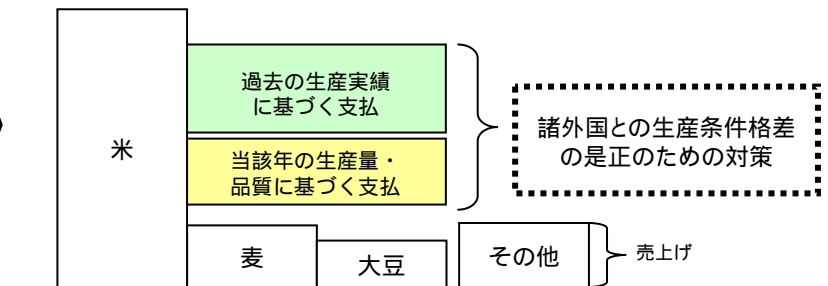 米
過去の生産実績
に基づく支払
当該年の生産量・
品質に基づく支払
諸外国との生産条件格差
の是正のための対策
麦
大豆
その他
売上げ